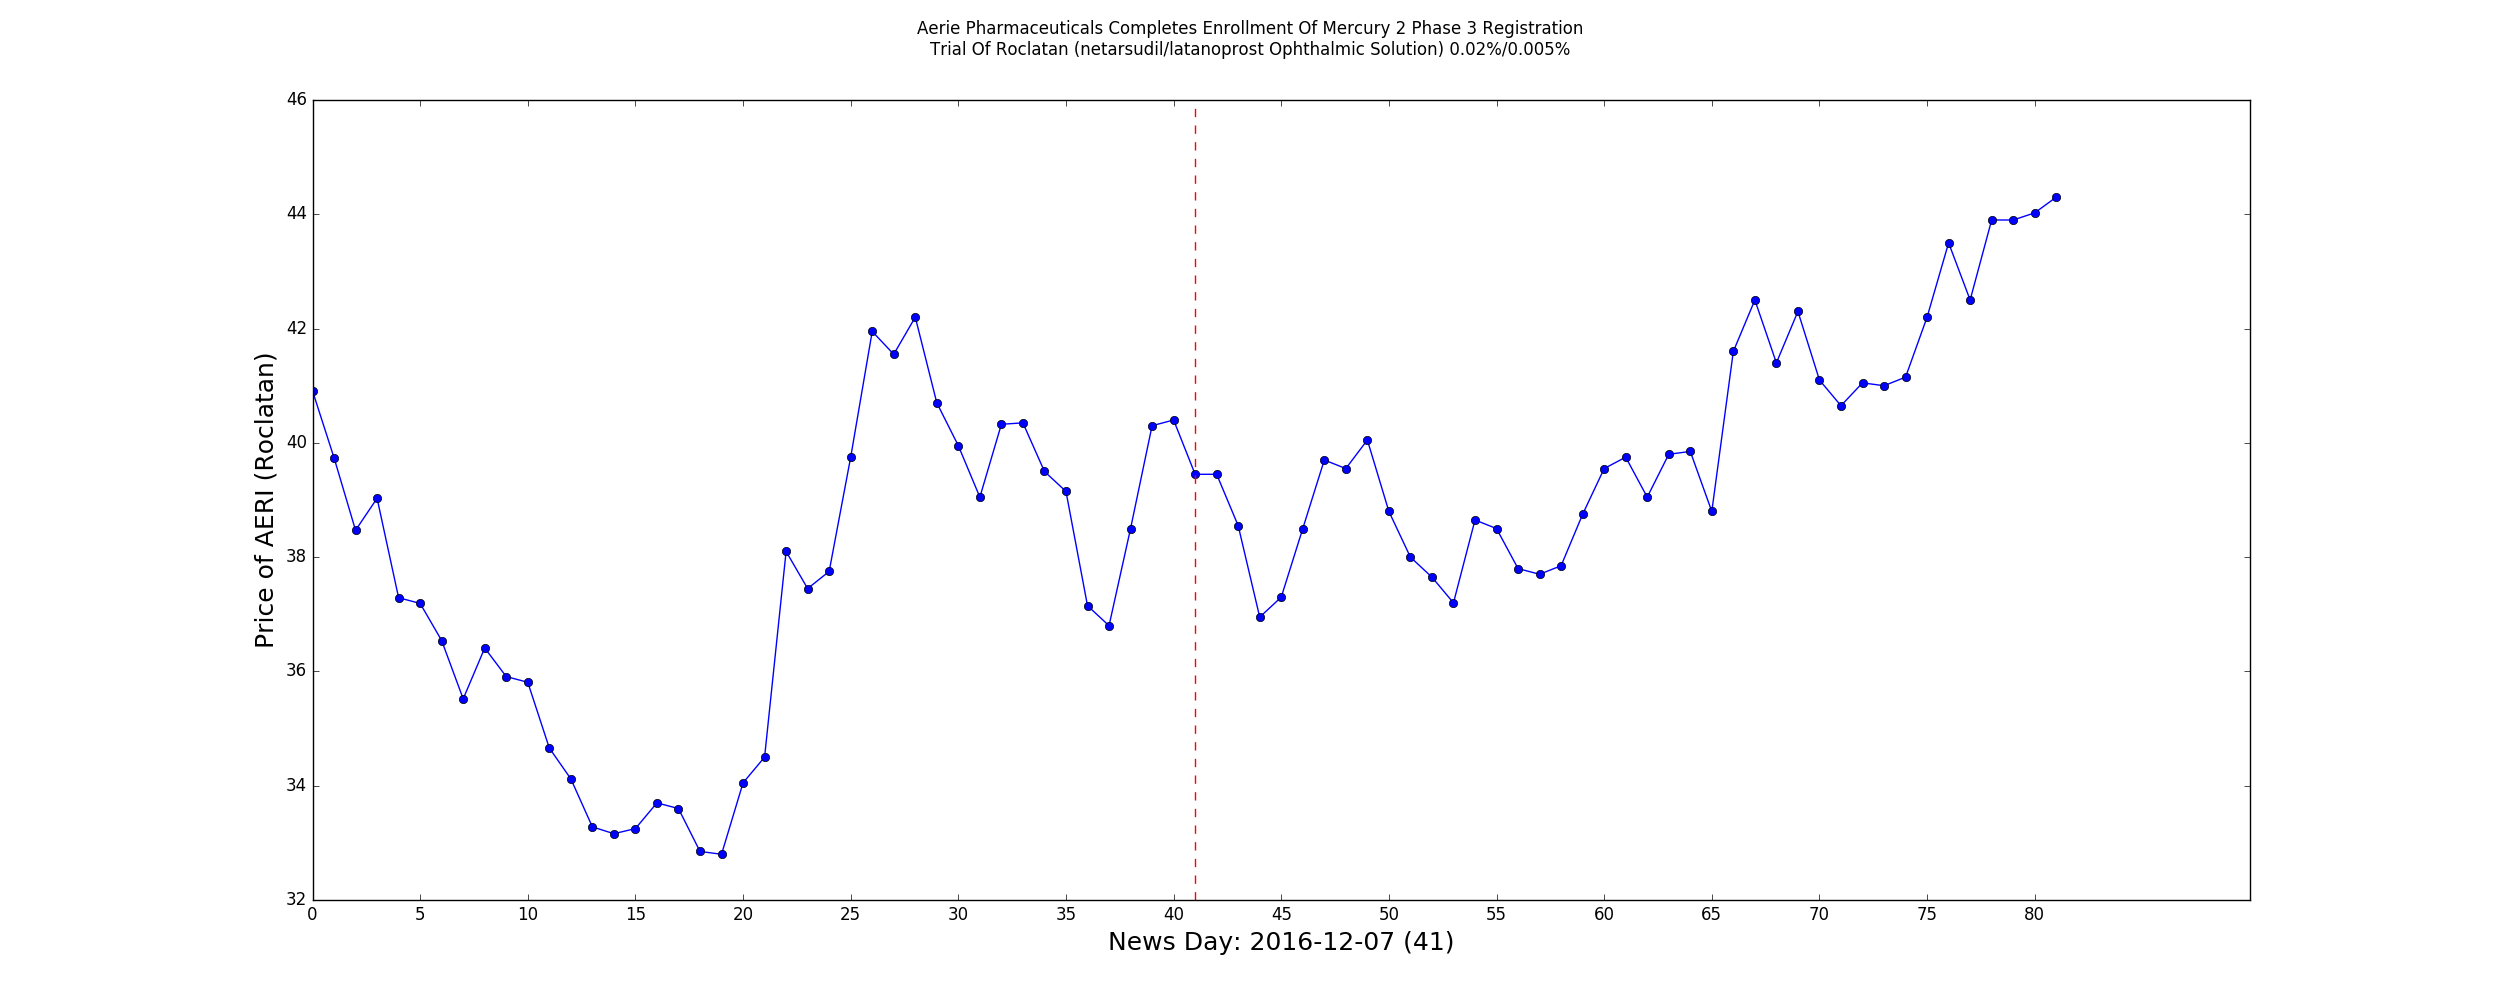 Aerie Pharmaceuticals Completes Enrollment Of Mercury 2 Phase 3 Registration
Trial Of Roclatan (netarsudil/latanoprost Ophthalmic Solution) 0.02%/0.005%
46
44
42
40
38
36
34
32
Price of AERI (Roclatan)
0 5 10 15 20 25 30 35 40 45 50 55 60 65 70 75 80
News Day: 2016-12-07 (41)